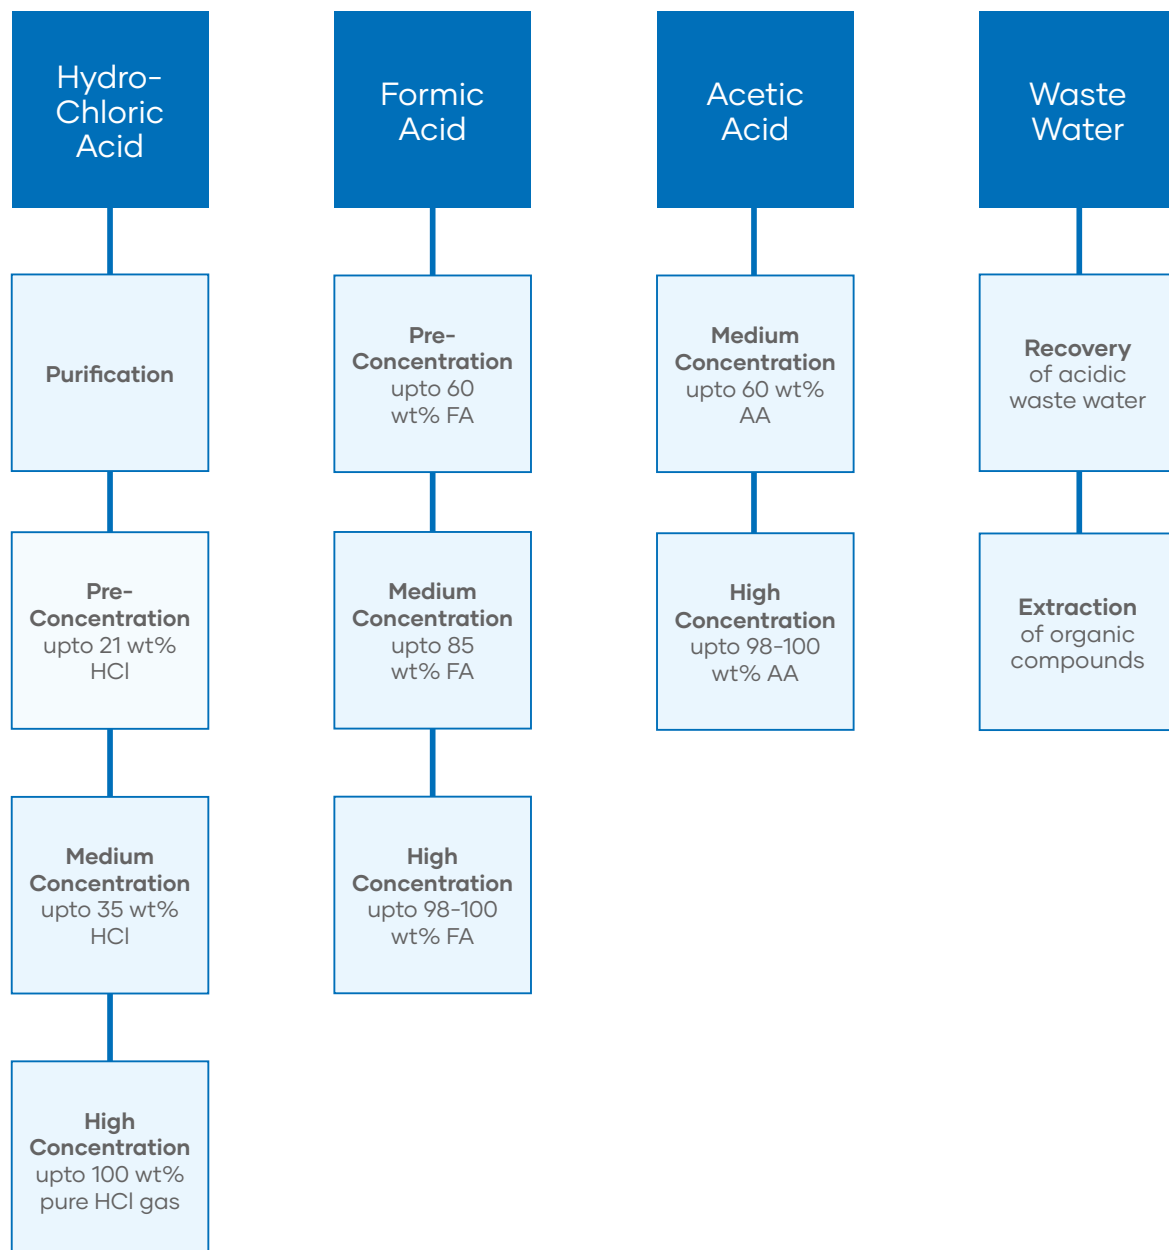 Hydro-
Chloric
Acid
Purification
Pre-
Concentration
upto 21 wt%
HCl
Medium
Concentration
upto 35 wt%
HCl
High
Concentration
upto 100 wt%
pure HCl gas
Formic
Acid
Pre-
Concentration
upto 60
wt% FA
Medium
Concentration
upto 85
wt% FA
High
Concentration
upto 98-100
wt% FA
Acetic
Acid
Medium
Concentration
upto 60 wt%
AA
High
Concentration
upto 98-100
wt% AA
Waste
Water
Recovery
of acidic
waste water
Extraction
of organic
compounds